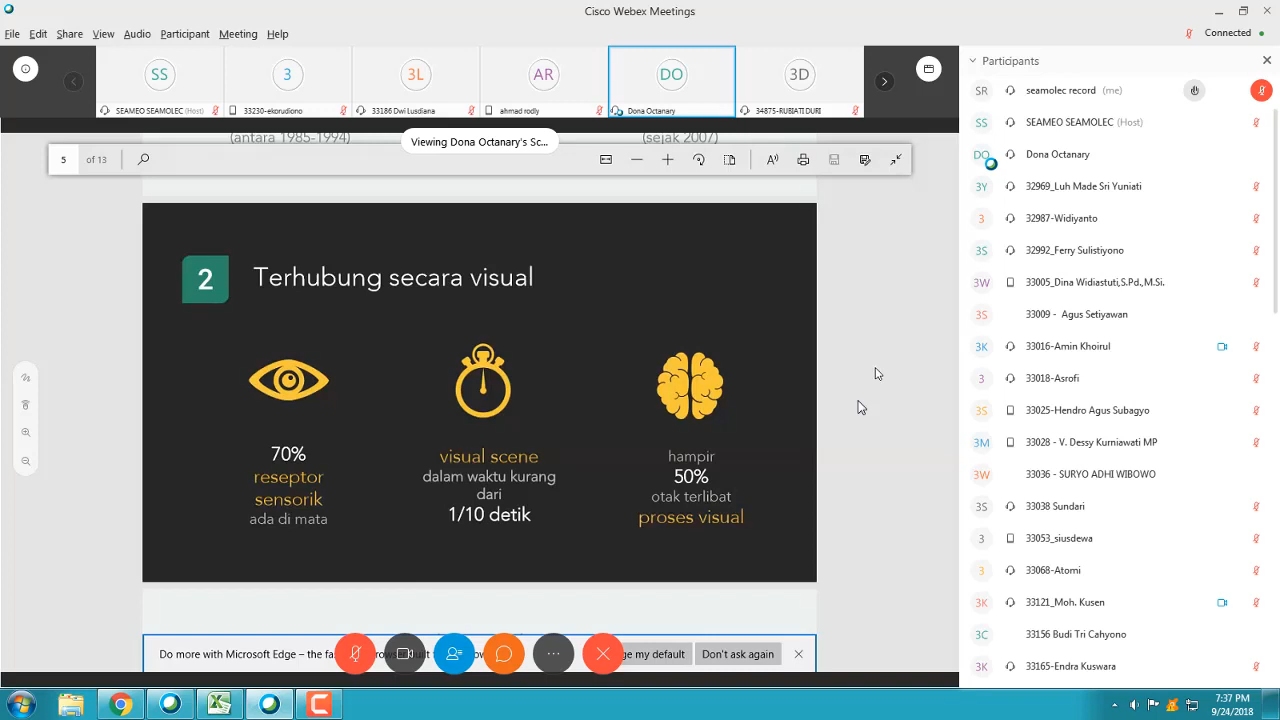 Cisco Webex Meetings
File Edit Share View Audio Participant Meeting Help
Connected
SS
3
3L
AR
DO
3D
SEAMEO SEAMOLEC (Host)
33230-ekorudiono
33186 Dwi Lusdiana
ahmad rodly
Dona Octanary
34875-RUBIATI DURI
(antara 1985-1994)
(sejak 2007)
Viewing Dona Octanary's Sc...
5 of 13
2
Terhubung secara visual
70%
reseptor
sensorik
ada di mata
visual scene
dalam waktu kurang
dari
1/10 detik
hampir
50%
otak terlibat
proses visual
Do more with Microsoft Edge – the fa
ge my default
Don't ask again
Participants
SR seamolec record (me)
SS SEAMEO SEAMOLEC (Host)
DO Dona Octanary
3Y 32969_Luh Made Sri Yuniati
3 32987-Widiyanto
3S 32992_Ferry Sulistiyono
3W 33005_Dina Widiastuti,S.Pd.,M.Si.
3S 33009 - Agus Setiyawan
3K 33016-Amin Khoirul
3 33018-Asrofi
3S 33025-Hendro Agus Subagyo
3M 33028 - V. Dessy Kurniawati MP
3W 33036 - SURYO ADHI WIBOWO
3S 33038 Sundari
3 33053_siusdewa
3 33068-Atomi
3K 33121_Moh. Kusen
3C 33156 Budi Tri Cahyono
3K 33165-Endra Kuswara
7:37 PM
9/24/2018